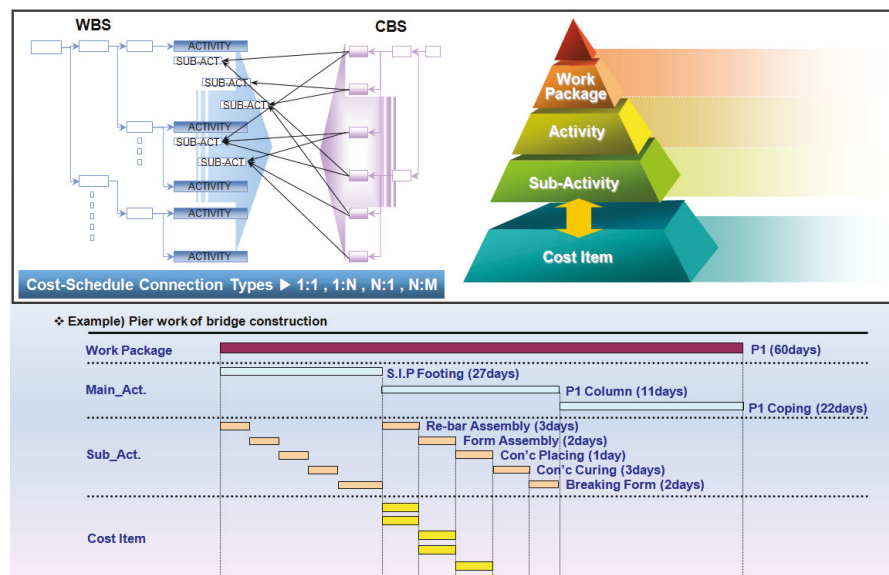 WBS
CBS
ACTIVITY
SUB-ACT
SUB-ACT
SUB-ACT
ACTIVITY
SUB-ACT
SUB-ACT
ACTIVITY
ACTIVITY
ACTIVITY
Cost-Schedule Connection Types ▶ 1:1 , 1:N , N:1 , N:M
Work
Package
Activity
Sub-Activity
Cost Item
❖ Example) Pier work of bridge construction
Work Package
P1 (60days)
Main_Act.
S.I.P Footing (27days)
P1 Column (11days)
P1 Coping (22days)
Sub_Act.
Re-bar Assembly (3days)
Form Assembly (2days)
Con'c Placing (1day)
Con'c Curing (3days)
Breaking Form (2days)
Cost Item